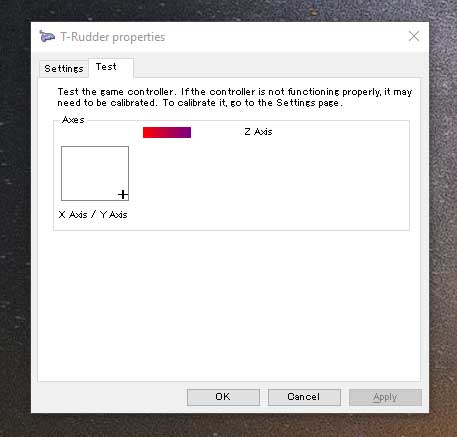 T-Rudder properties
Settings
Test
Test the game controller. If the controller is not functioning properly, it may
need to be calibrated. To calibrate it, go to the Settings page.
Axes
Z Axis
X Axis / Y Axis
OK
Cancel
Apply